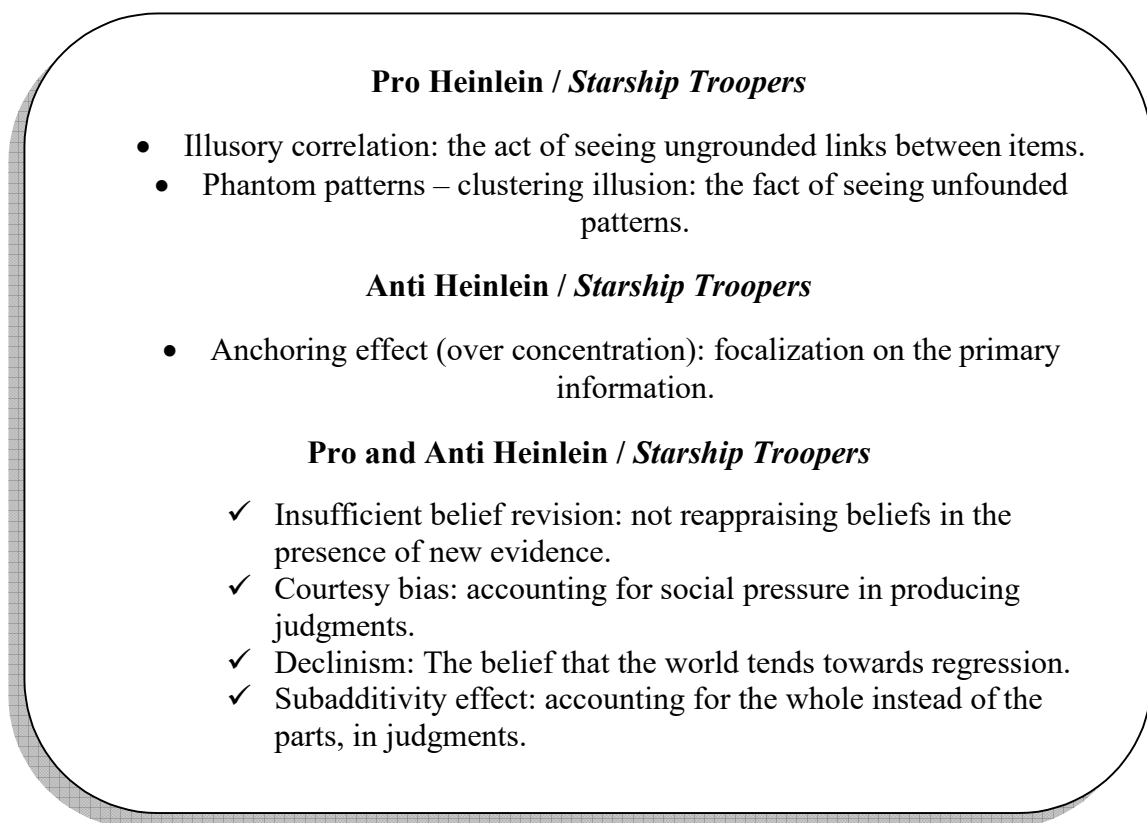 Pro Heinlein / Starship Troopers
• Illusory correlation: the act of seeing ungrounded links between items.
• Phantom patterns – clustering illusion: the fact of seeing unfounded
patterns.
Anti Heinlein / Starship Troopers
• Anchoring effect (over concentration): focalization on the primary
information.
Pro and Anti Heinlein / Starship Troopers
✓ Insufficient belief revision: not reappraising beliefs in the
presence of new evidence.
✓ Courtesy bias: accounting for social pressure in producing
judgments.
✓ Declinism: The belief that the world tends towards regression.
✓ Subadditivity effect: accounting for the whole instead of the
parts, in judgments.